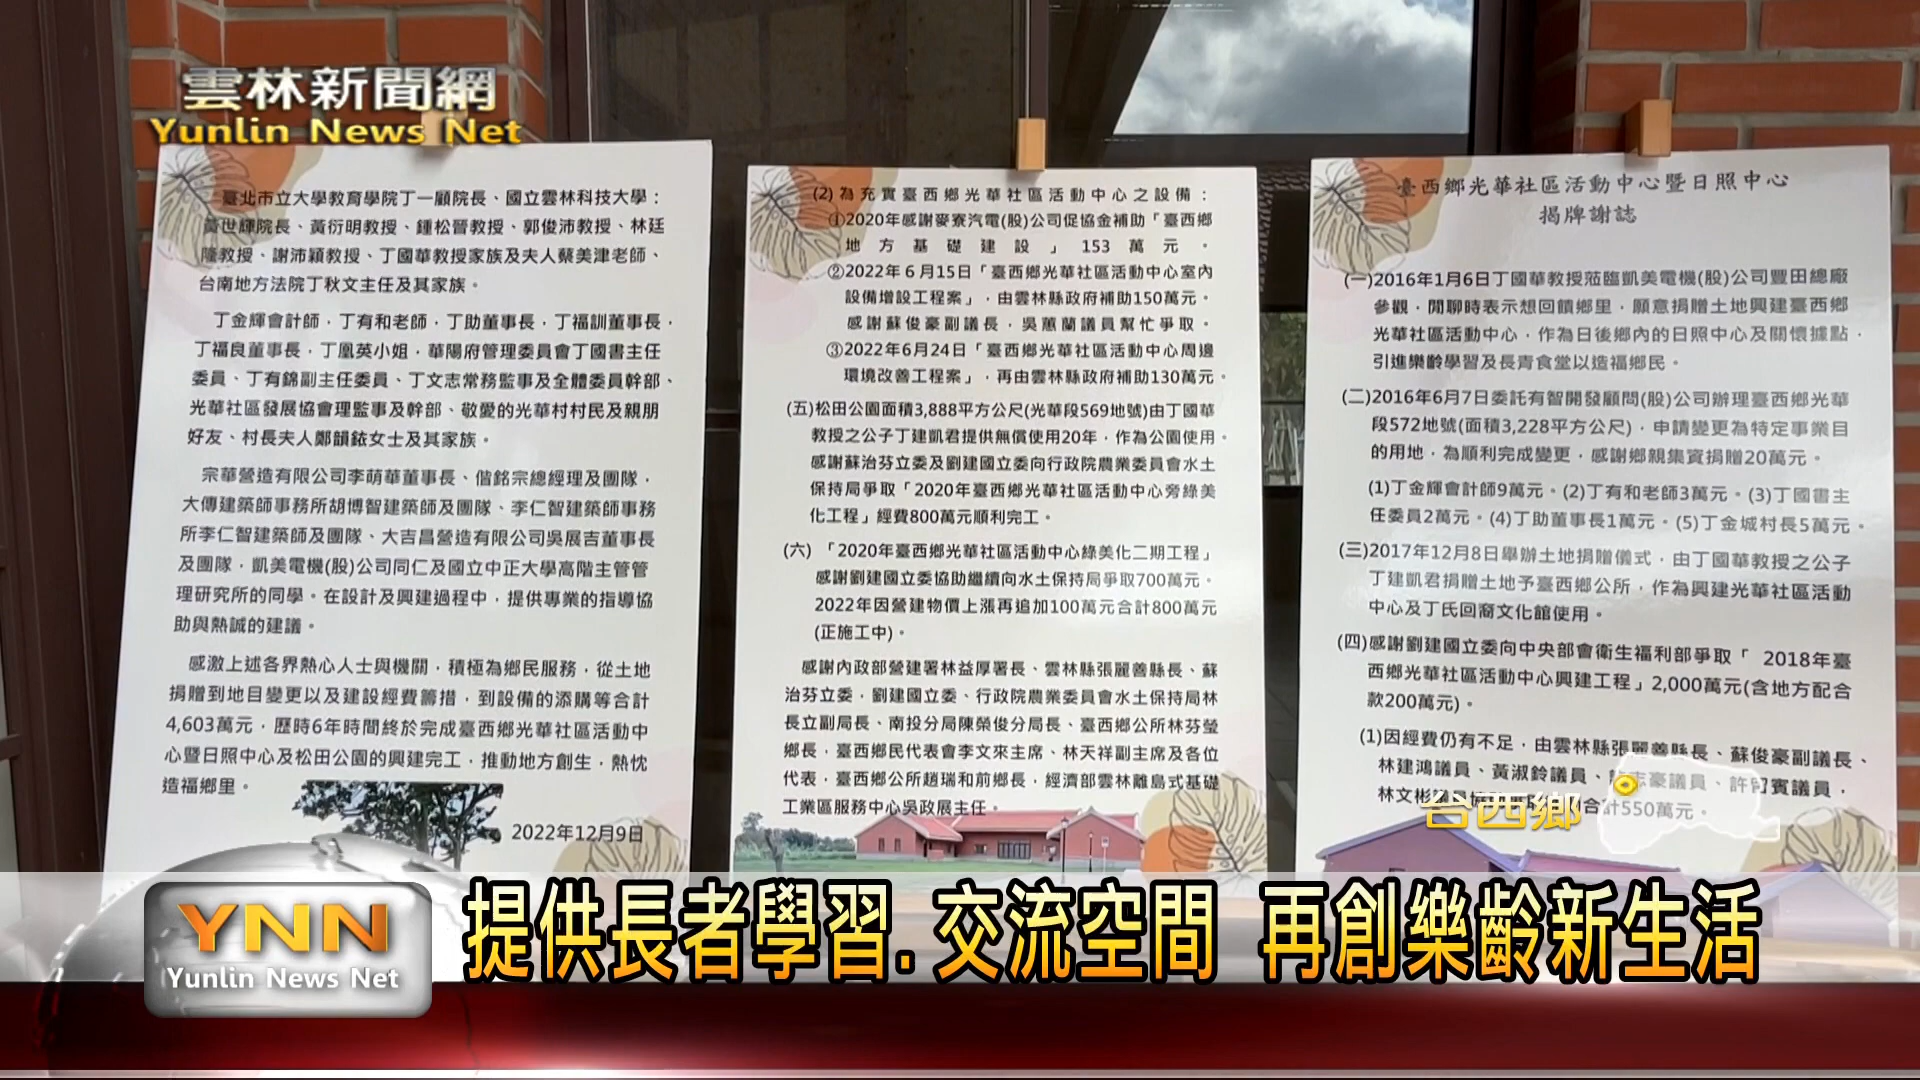 雲林新聞網
Yunlin News Net
臺北市立大學教育學院丁一顧院長、國立雲林科技大學：
黃世輝院長、黃衍明教授、鍾松晉教授、郭俊沛教授、林廷
隆教授、謝沛穎教授、丁國華教授家族及夫人蔡美津老師、
台南地方法院丁秋文主任及其家族。
丁金輝會計師，丁有和老師，丁助董事長，丁福訓董事長，
丁福良董事長，丁凰英小姐，華陽府管理委員會丁國書主任
委員、丁有錦副主任委員、丁文志常務監事及全體委員幹部、
光華社區發展協會理監事及幹部、敬愛的光華村村民及親朋
好友、村長夫人鄭韻銥女士及其家族。
宗華營造有限公司李萌華董事長、偕銘宗總經理及團隊，
大傳建築師事務所胡博智建築師及團隊、李仁智建築師事務
所李仁智建築師及團隊、大吉昌營造有限公司吳展吉董事長
及團隊，凱美電機(股)公司同仁及國立中正大學高階主管管
理研究所的同學。在設計及興建過程中，提供專業的指導協
助與熱誠的建議。
感激上述各界熱心人士與機關，積極為鄉民服務，從土地
捐贈到地目變更以及建設經費籌措，到設備的添購等合計
4,603萬元，歷時6年時間終於完成臺西鄉光華社區活動中
心暨日照中心及松田公園的興建完工，推動地方創生，熱忱
造福鄉里。
2022年12月9日
(2)為充實臺西鄉光華社區活動中心之設備：
①2020年感謝麥寮汽電(股)公司促協金補助「臺西鄉
地方基礎建設」153萬元。
②2022年6月15日「臺西鄉光華社區活動中心室內
設備增設工程案」，由雲林縣政府補助150萬元。
感謝蘇俊豪副議長，吳蕙蘭議員幫忙爭取。
③2022年6月24日「臺西鄉光華社區活動中心周邊
環境改善工程案」，再由雲林縣政府補助130萬元。
(五)松田公園面積3,888平方公尺(光華段569地號)由丁國華
教授之公子丁建凱君提供無償使用20年，作為公園使用。
感謝蘇治芬立委及劉建國立委向行政院農業委員會水土
保持局爭取「2020年臺西鄉光華社區活動中心旁綠美
化工程」經費800萬元順利完工。
(六)「2020年臺西鄉光華社區活動中心綠美化二期工程」
感謝劉建國立委協助繼續向水土保持局爭取700萬元。
2022年因營建物價上漲再追加100萬元合計800萬元
(正施工中)。
感謝內政部營建署林益厚署長、雲林縣張麗善縣長、蘇
治芬立委，劉建國立委、行政院農業委員會水土保持局林
長立副局長、南投分局陳榮俊分局長、臺西鄉公所林芬瑩
鄉長，臺西鄉民代表會李文來主席、林天祥副主席及各位
代表，臺西鄉公所趙瑞和前鄉長，經濟部雲林離島式基礎
工業區服務中心吳政展主任。
臺西鄉光華社區活動中心暨日照中心
揭牌謝誌
(一)2016年1月6日丁國華教授蒞臨凱美電機(股)公司豐田總廠
參觀，閒聊時表示想回饋鄉里，願意捐贈土地興建臺西鄉
光華社區活動中心，作為日後鄉內的日照中心及關懷據點，
引進樂齡學習及長青食堂以造福鄉民。
(二)2016年6月7日委託有智開發顧問(股)公司辦理臺西鄉光華
段572地號(面積3,228平方公尺)，申請變更為特定事業目
的用地，為順利完成變更，感謝鄉親集資捐贈20萬元。
(1)丁金輝會計師9萬元。(2)丁有和老師3萬元。(3)丁國書主
任委員2萬元。(4)丁助董事長1萬元。(5)丁金城村長5萬元。
(三)2017年12月8日舉辦土地捐贈儀式，由丁國華教授之公子
丁建凱君捐贈土地予臺西鄉公所，作為興建光華社區活動
中心及丁氏回裔文化館使用。
(四)感謝劉建國立委向中央部會衛生福利部爭取「 2018年臺
西鄉光華社區活動中心興建工程」2,000萬元(含地方配合
款200萬元)。
(1)因經費仍有不足，由雲林縣張麗善縣長、蘇俊豪副議長、
林建鴻議員、黃淑鈴議員、志豪議員、許留賓議員，
林文彬 合計550萬元。
台西鄉
YNN
Yunlin News Net
提供長者學習.交流空間 再創樂齡新生活